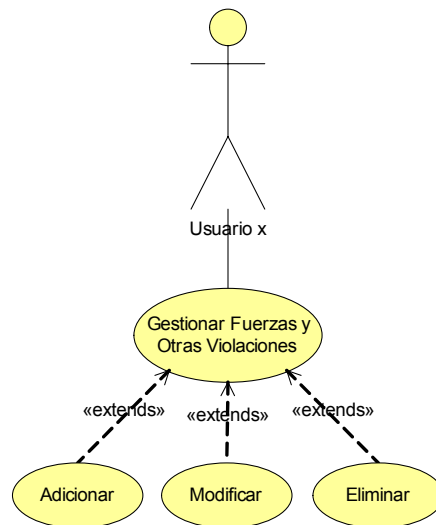 Usuario x
Gestionar Fuerzas y
Otras Violaciones
«extends»
«extends»
«extends»
Adicionar
Modificar
Eliminar